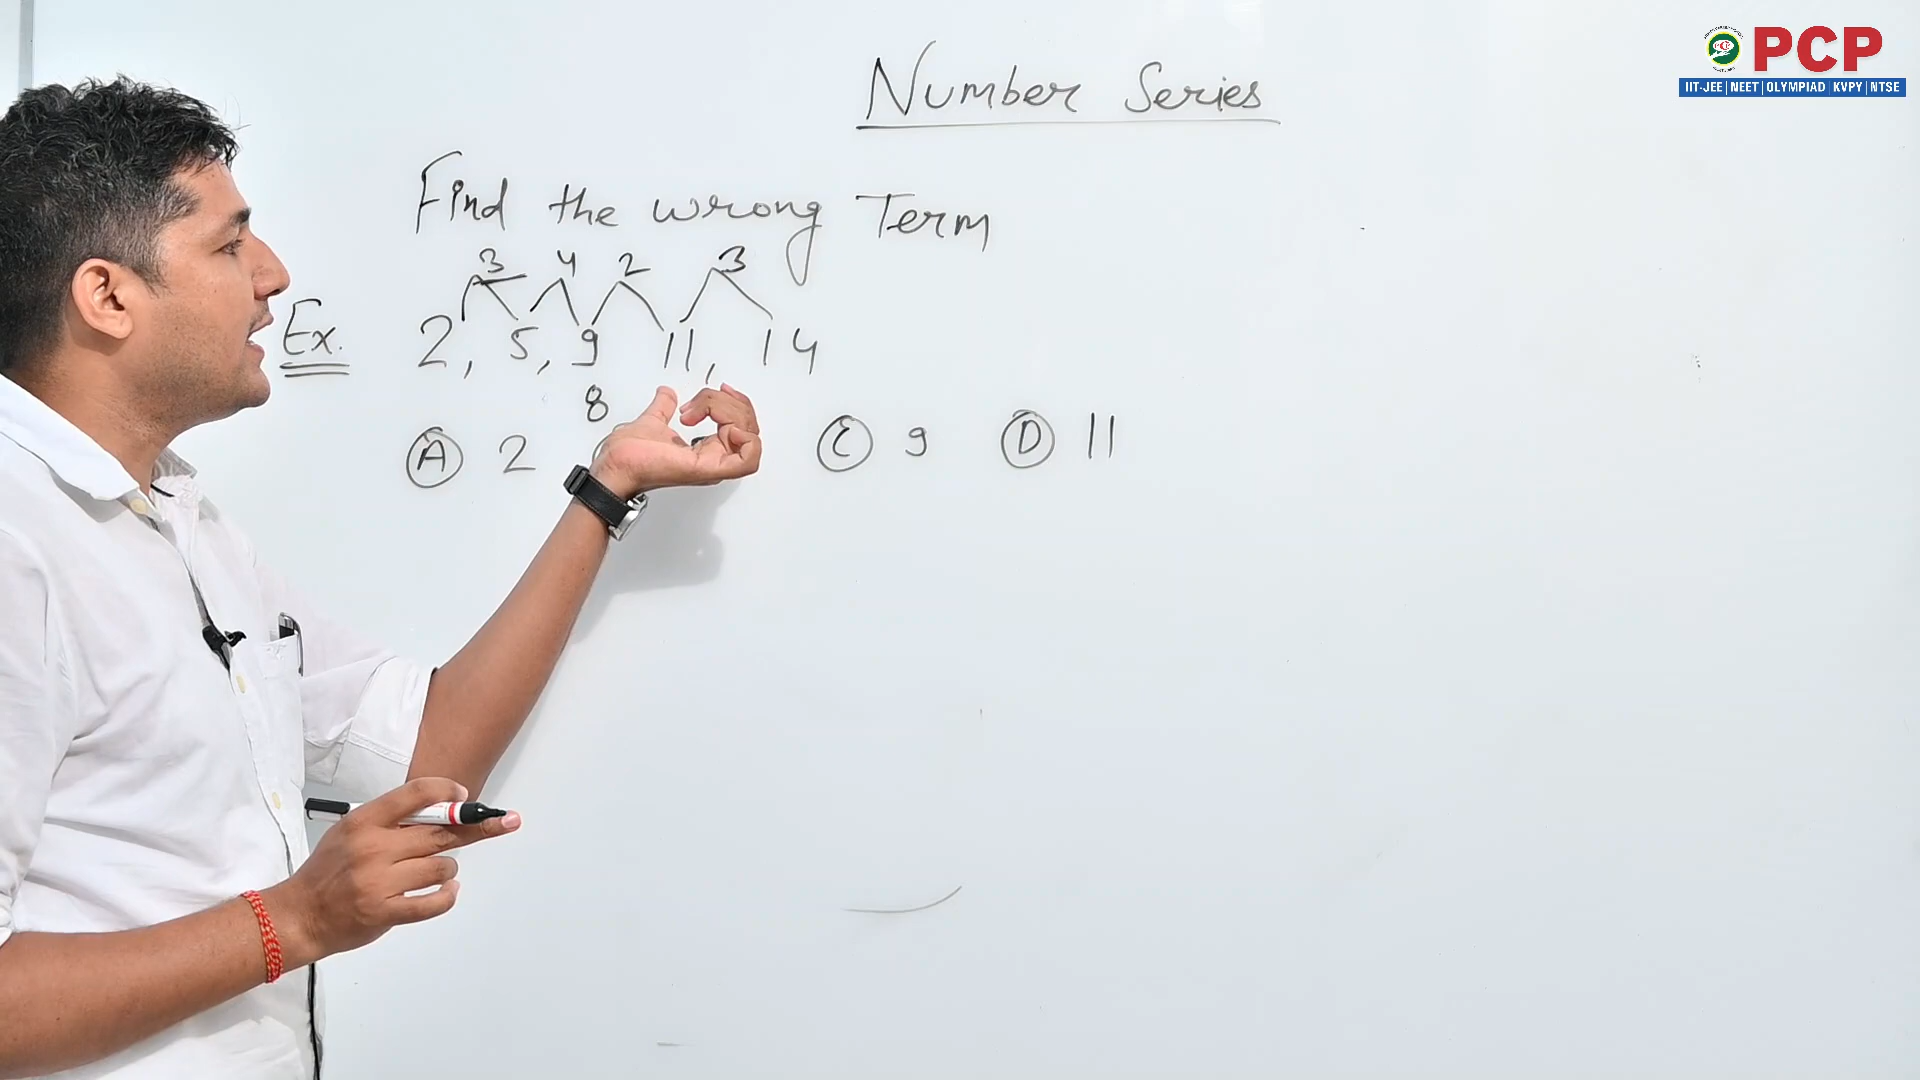 PCP
IIT-JEE | NEET | OLYMPIAD | KVPY | NTSE
Number Series
Find the wrong Term
3 4 2 3
Ex. 2, 5, 9 11, 14
8
A 2 C 9 D 11